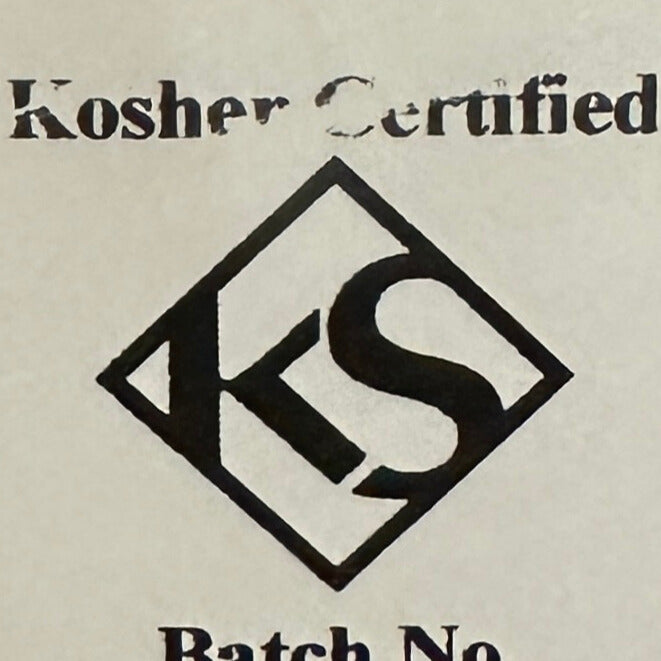 Kosher Certified
KS
Batch No